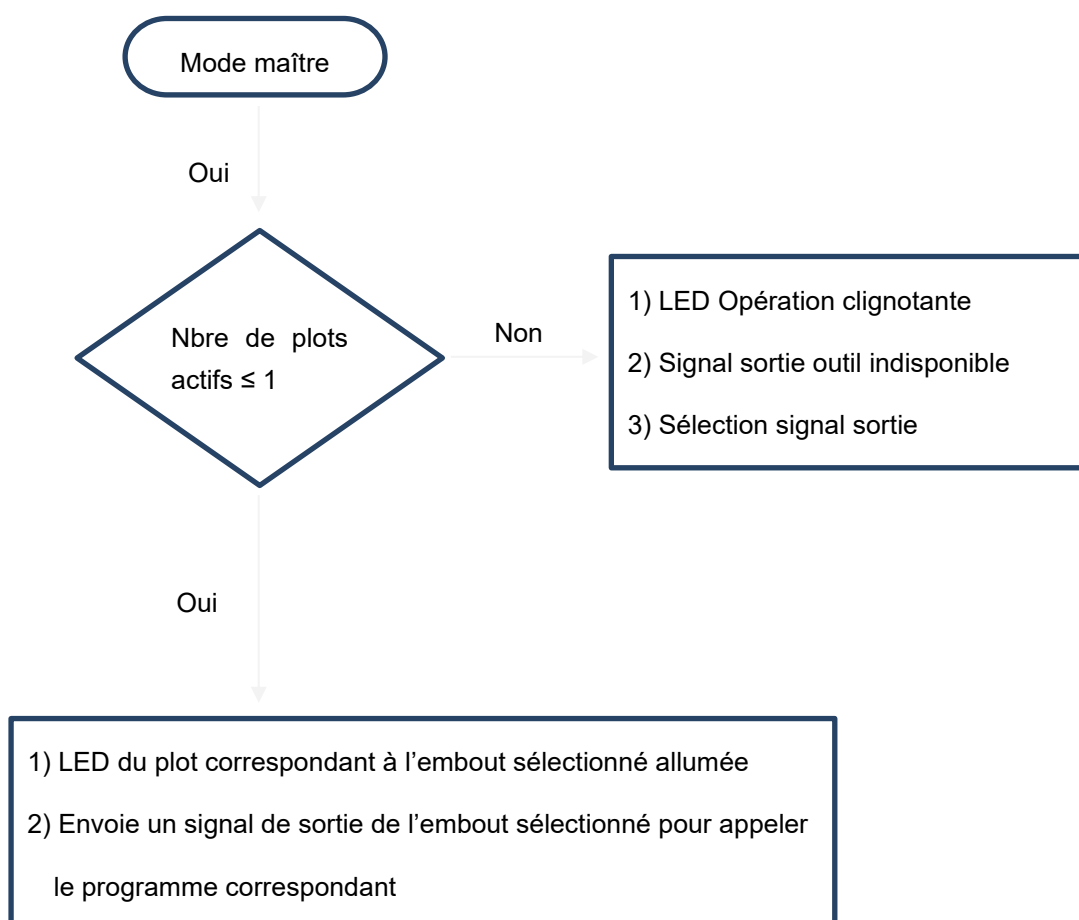 Mode maître
Oui
Nbre de plots
actifs ≤ 1
Non
1) LED Opération clignotante
2) Signal sortie outil indisponible
3) Sélection signal sortie
Oui
1) LED du plot correspondant à l’embout sélectionné allumée
2) Envoie un signal de sortie de l’embout sélectionné pour appeler
le programme correspondant